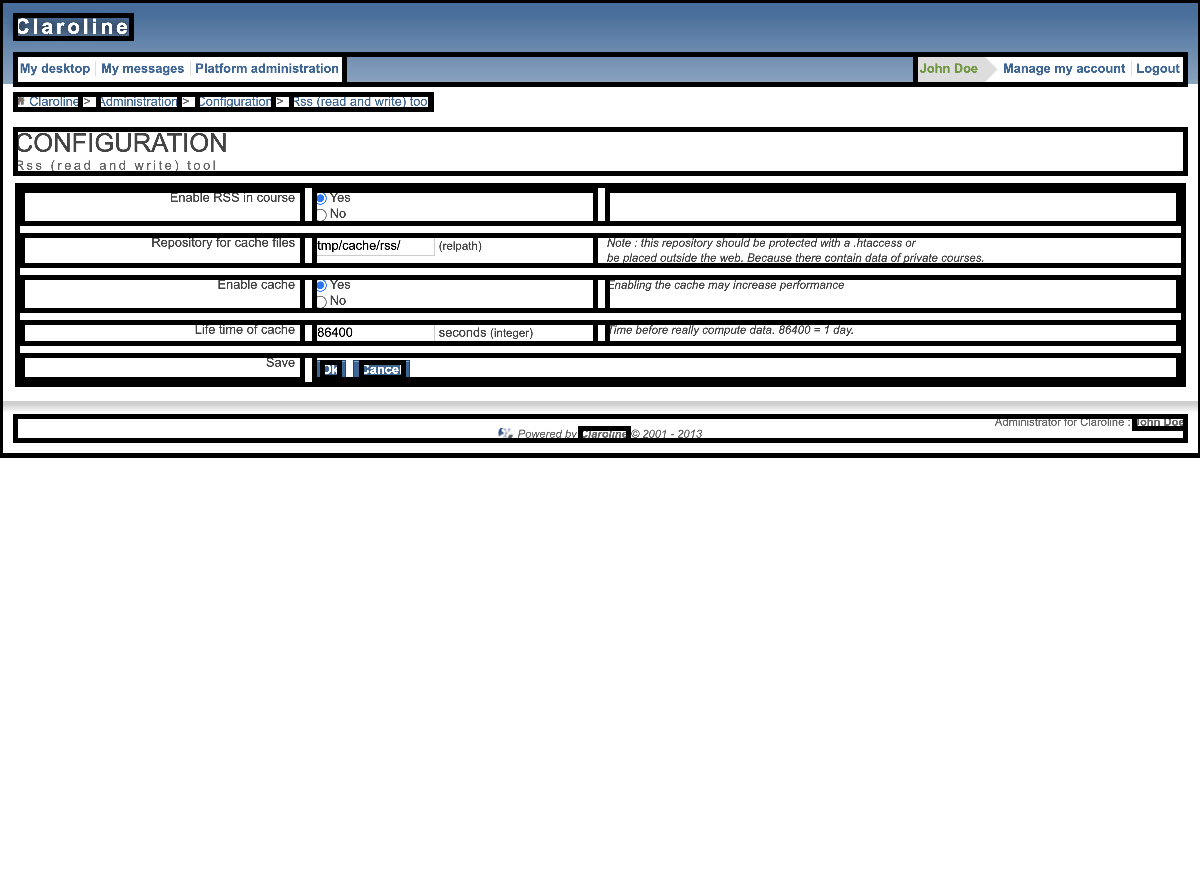 Claroline
My desktop My messages Platform administration John Doe Manage my account Logout
Claroline > Administration > Configuration > Rss (read and write) tool
CONFIGURATION
Rss (read and write) tool
Enable RSS in course Yes
No
Repository for cache files tmp/cache/rss/ (relpath) Note : this repository should be protected with a .htaccess or
be placed outside the web. Because there contain data of private courses.
Enable cache Yes Enabling the cache may increase performance
No
Life time of cache 86400 seconds (integer) Time before really compute data. 86400 = 1 day.
Save Ok Cancel
Administrator for Claroline : John Doe
Powered by Claroline © 2001 - 2013